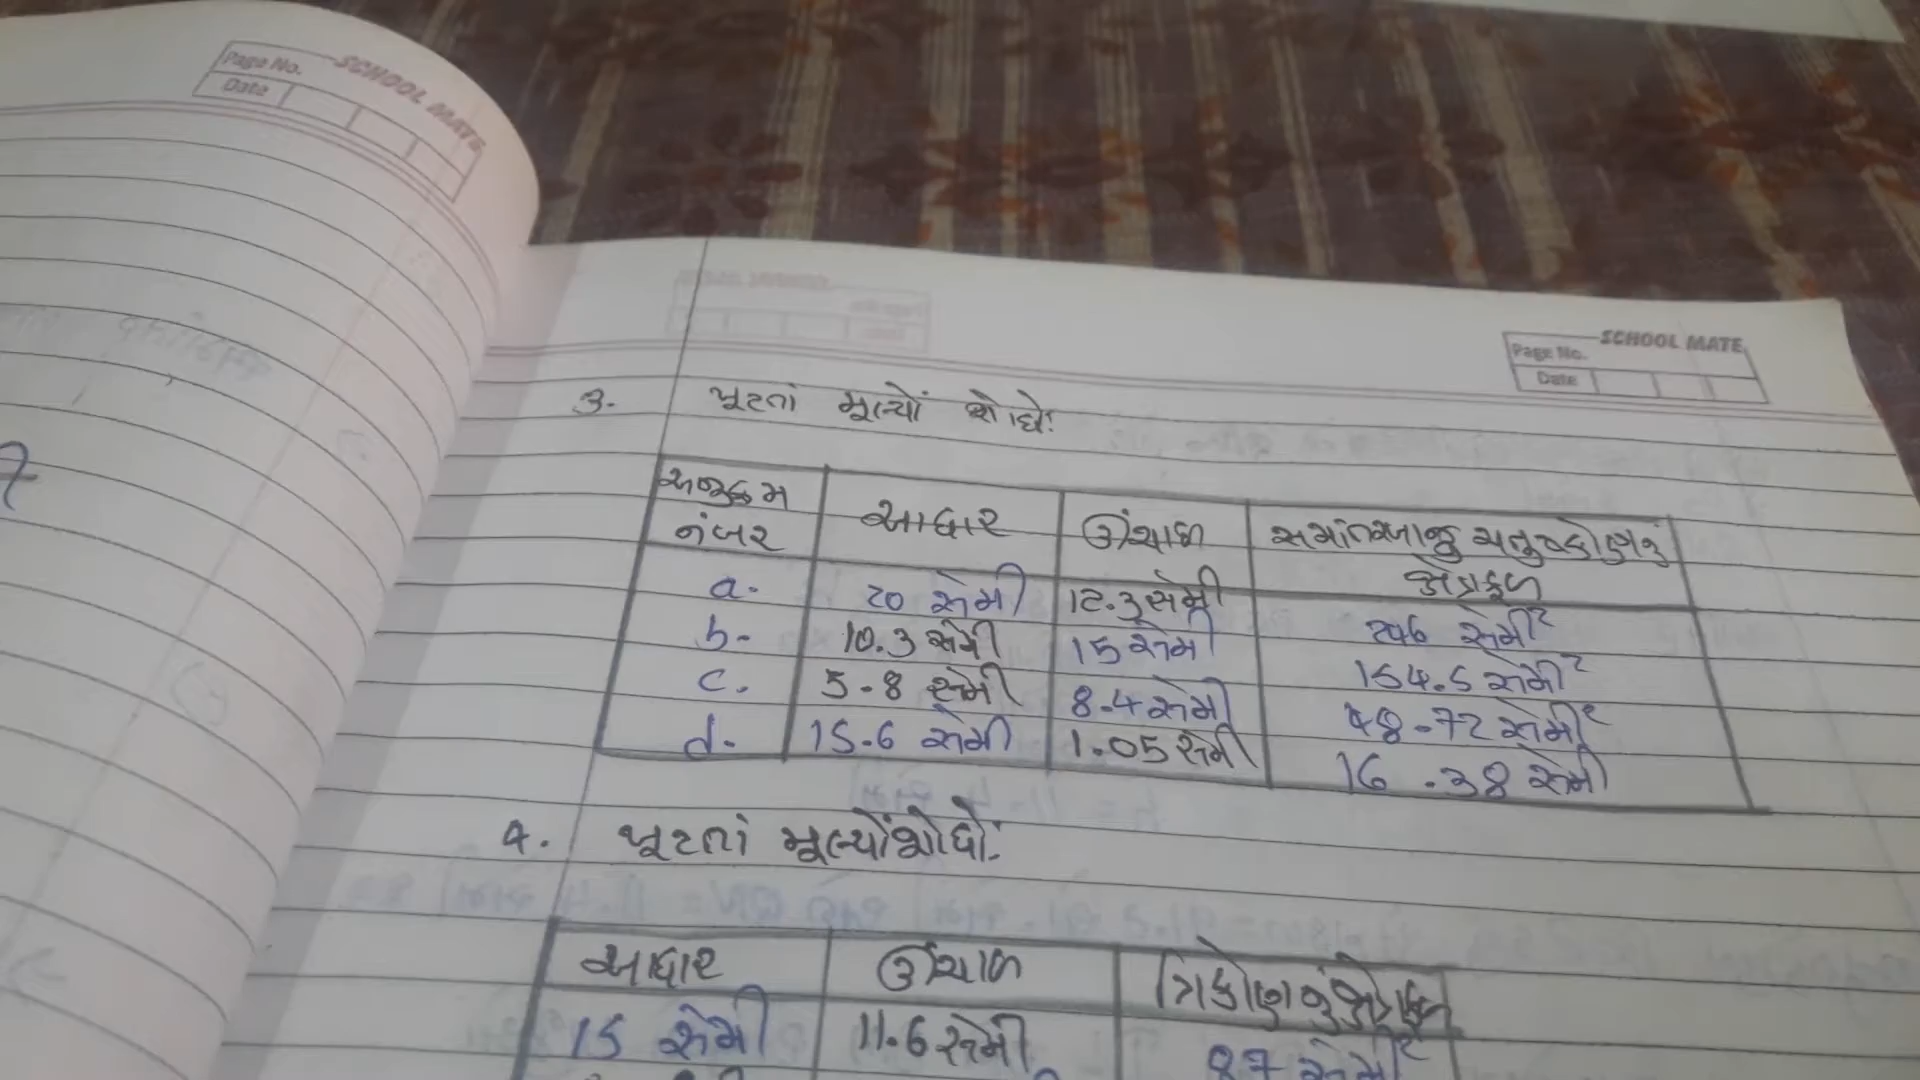 Page No.
SCHOOL MATE
Date
SCHOOL MATE
Page No.
Date
3. ખૂટતાં મૂલ્યોં શોધો:
અનુક્રમ નંબર આધાર ઊંચાઈ સમાંતરબાજુ ચતુષ્કોણનું ક્ષેત્રફળ
a. 20 સેમી 12.3 સેમી 246 સેમી²
b. 10.3 સેમી 15 સેમી 154.5 સેમી²
c. 5.8 સેમી 8.4 સેમી 48.72 સેમી²
d. 15.6 સેમી 1.05 સેમી 16.38 સેમી
4. ખૂટતાં મૂલ્યોં શોધોં:
આધાર ઊંચાઈ ત્રિકોણનુંક્ષેત્રફળ
15 સેમી 11.6 સેમી 87 સેમી²